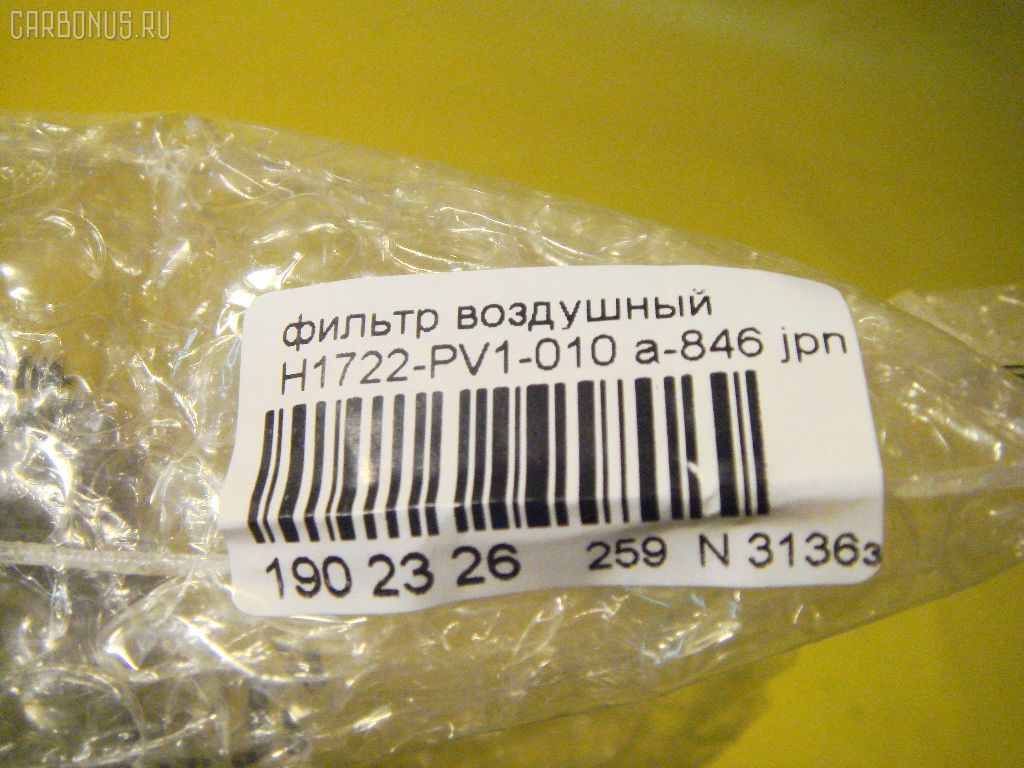 CARBONUS.RU
фильтр воздушный
H1722-PV1-010 a-846 jpn
190 23 26 259 N 3136з